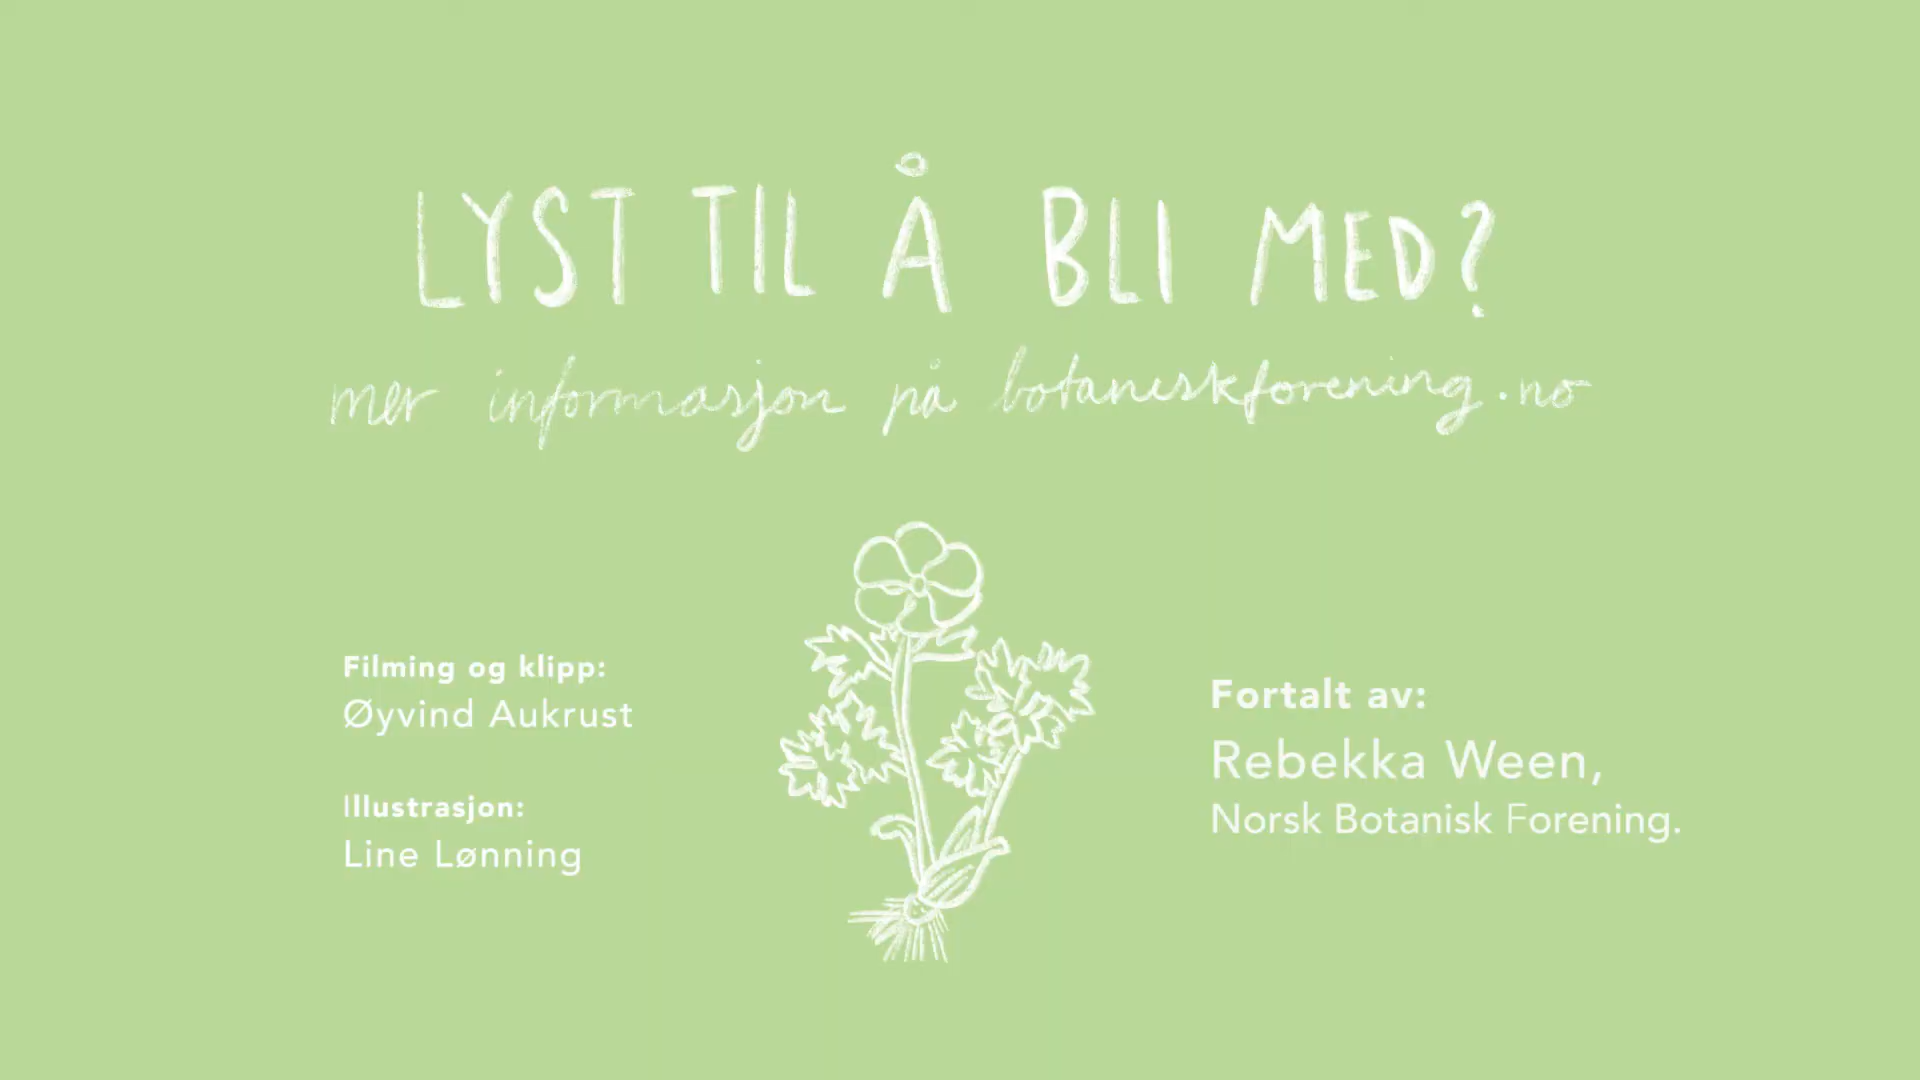 LYST TIL Å BLI MED?
mer informasjon på botaniskforening.no
Filming og klipp:
Øyvind Aukrust
Illustrasjon:
Line Lønning
Fortalt av:
Rebekka Ween,
Norsk Botanisk Forening.